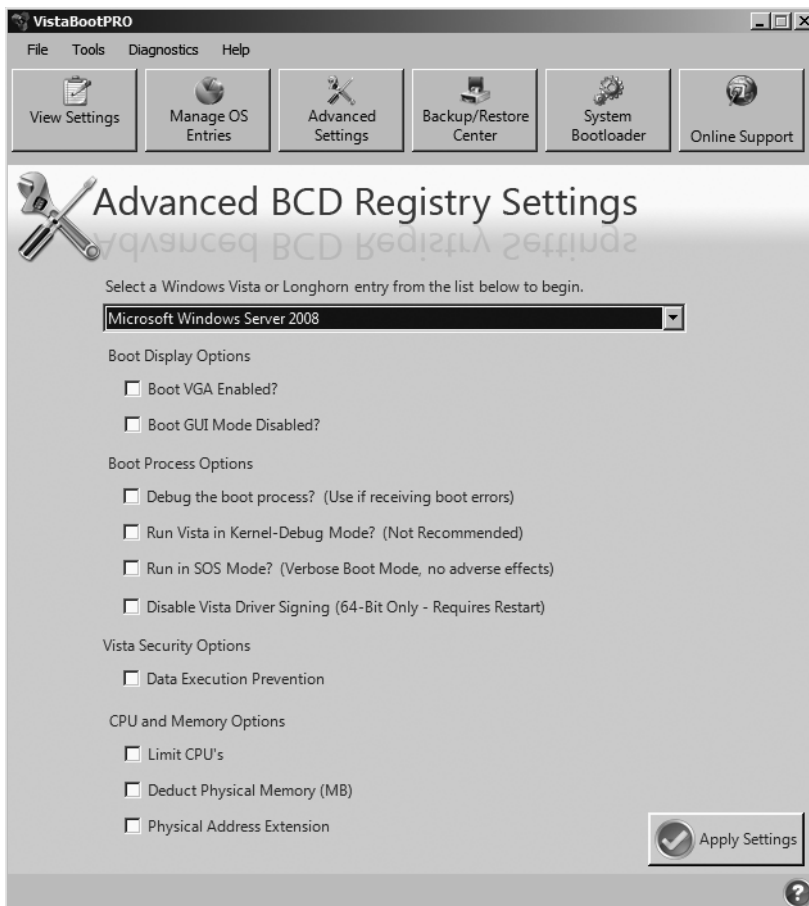 VistaBootPRO
File Tools Diagnostics Help
View Settings
Manage OS
Entries
Advanced
Settings
Backup/Restore
Center
System
Bootloader
Online Support
Advanced BCD Registry Settings
Select a Windows Vista or Longhorn entry from the list below to begin.
Microsoft Windows Server 2008
Boot Display Options
Boot VGA Enabled?
Boot GUI Mode Disabled?
Boot Process Options
Debug the boot process? (Use if receiving boot errors)
Run Vista in Kernel-Debug Mode? (Not Recommended)
Run in SOS Mode? (Verbose Boot Mode, no adverse effects)
Disable Vista Driver Signing (64-Bit Only - Requires Restart)
Vista Security Options
Data Execution Prevention
CPU and Memory Options
Limit CPU's
Deduct Physical Memory (MB)
Physical Address Extension
Apply Settings
?